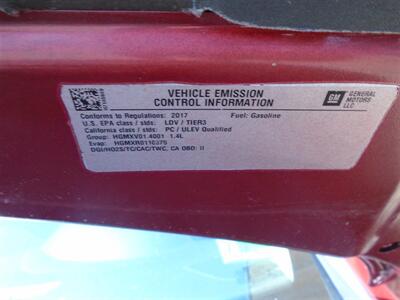 VEHICLE EMISSION
CONTROL INFORMATION
GM
GENERAL
MOTORS
LLC
Conforms to Regulations: 2017 Fuel: Gasoline
U.S. EPA class / stds: LDV / TIER3
California class / stds: PC / ULEV Qualified
Group: HGMXV01.4001 1.4L
Evap: HGMXR0110375
DGI/HO2S/TC/CAC/TWC, CA OBD: II